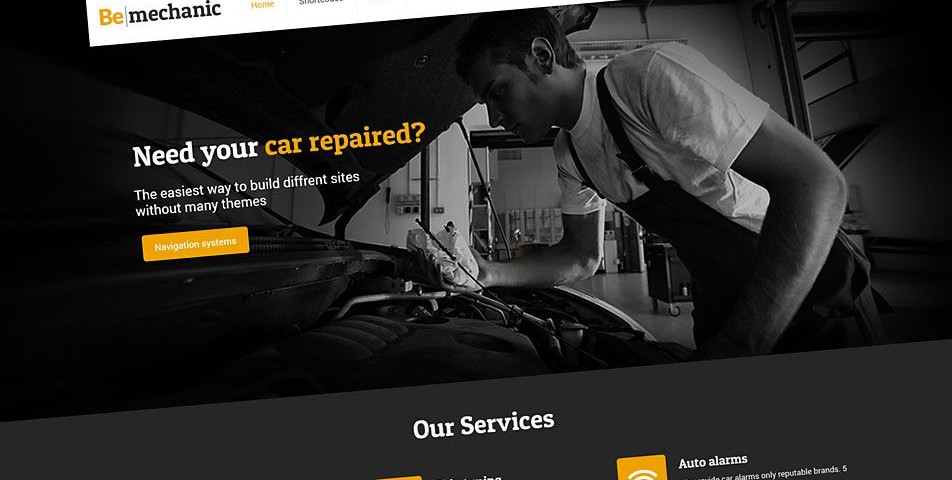 Be mechanic
Home
Shortcodes
Need your car repaired?
The easiest way to build diffrent sites
without many themes
Navigation systems
Our Services
Auto alarms
provide car alarms only reputable brands. 5